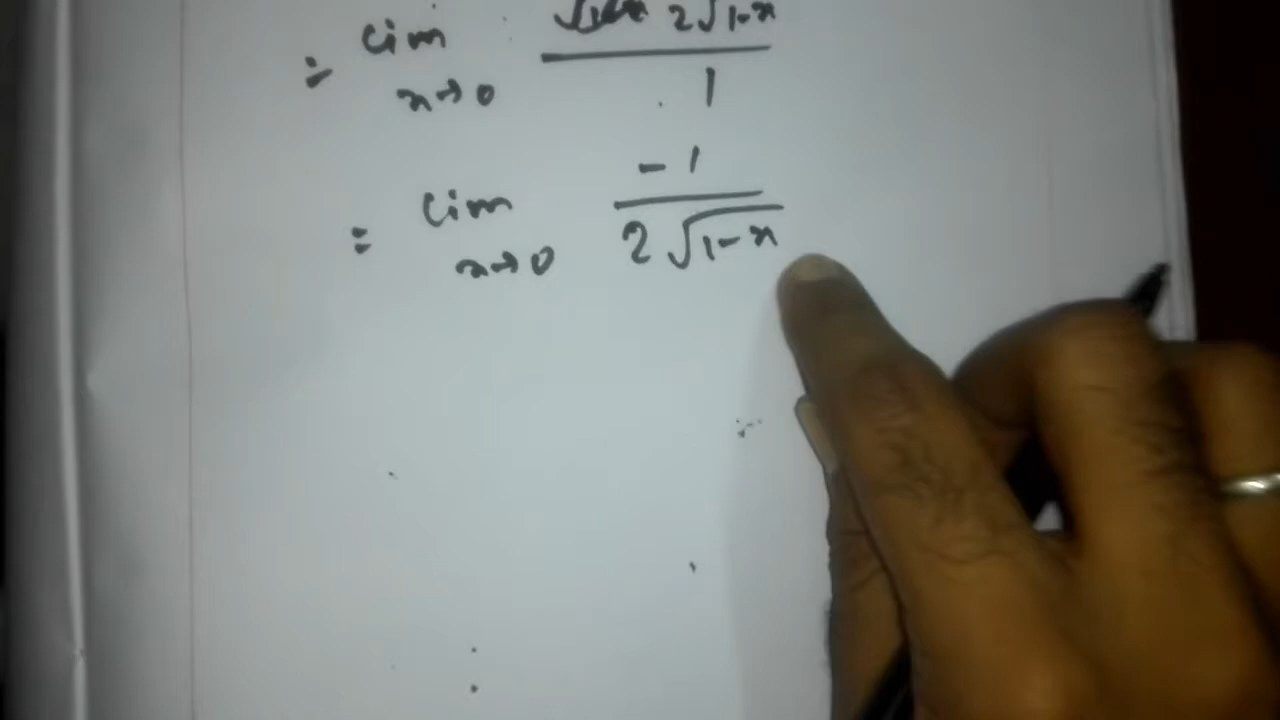 = lim 2√1-x
x→0 1
= lim -1
x→0 2√1-x